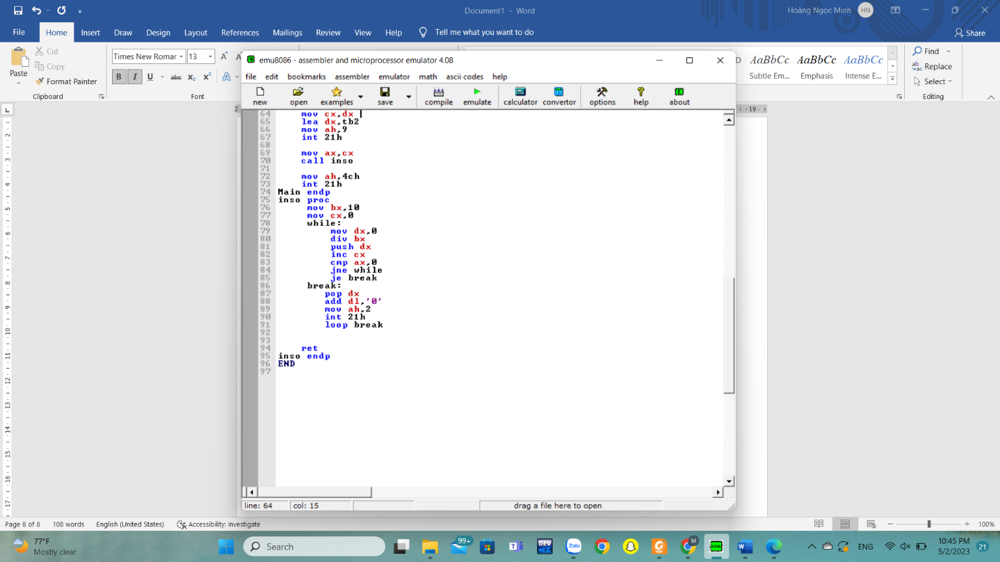 Document1 - Word
Hoàng Ngọc Minh HN
File Home Insert Draw Design Layout References Mailings Review View Help Tell me what you want to do Share
Paste
Cut
Copy
Format Painter
Clipboard
Times New Romar 13
B I U abc x₂ x² A
Font
AaBbCc AaBbCc AaBbCc
Subtle Em... Emphasis Intense E...
Find
Replace
Select
Editing
emu8086 - assembler and microprocessor emulator 4.08
file edit bookmarks assembler emulator math ascii codes help
new open examples save compile emulate calculator convertor options help about
64 mov cx,dx
65 lea dx,tb2
66 mov ah,9
67 int 21h
68
69 mov ax,cx
70 call inso
71
72 mov ah,4ch
73 int 21h
74 Main endp
75 inso proc
76 mov bx,10
77 mov cx,0
78 while:
79 mov dx,0
80 div bx
81 push dx
82 inc cx
83 cmp ax,0
84 jne while
85 je break
86 break:
87 pop dx
88 add dl,'0'
89 mov ah,2
90 int 21h
91 loop break
92
93
94 ret
95 inso endp
96 END
97
line: 64 col: 15 drag a file here to open
Page 8 of 8 108 words English (United States) Accessibility: Investigate 100%
77°F
Mostly clear
Search
99+
DEV
Zalo
M
ENG
10:45 PM
5/2/2023
21